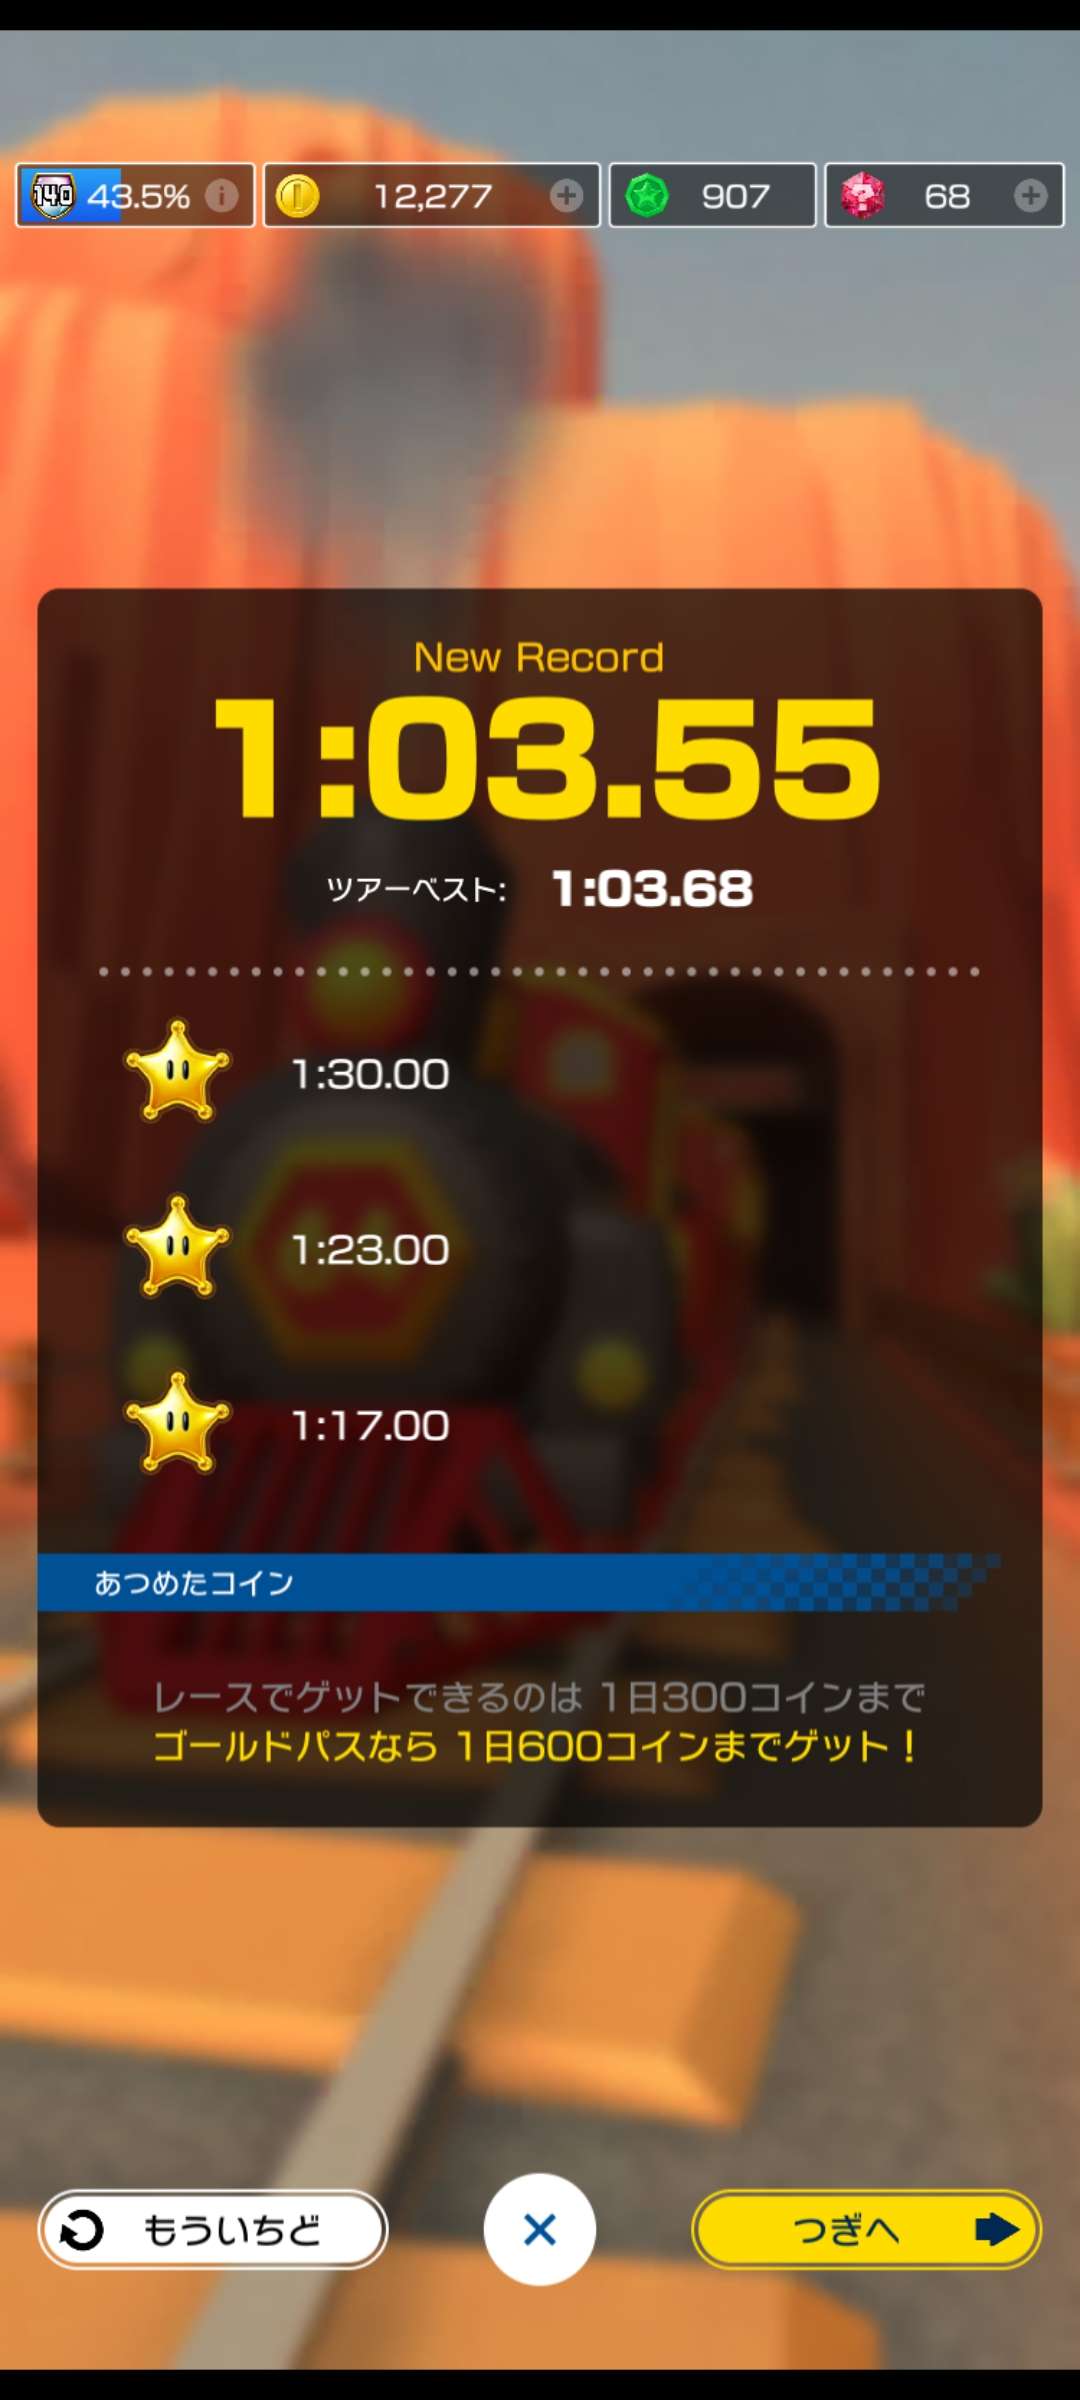 140 43.5% i 12,277 + 907 ? 68 +
New Record
1:03.55
ツアーベスト: 1:03.68
1:30.00
1:23.00
1:17.00
あつめたコイン
レースでゲットできるのは 1日300コインまで
ゴールドパスなら 1日600コインまでゲット！
もういちど × つぎへ